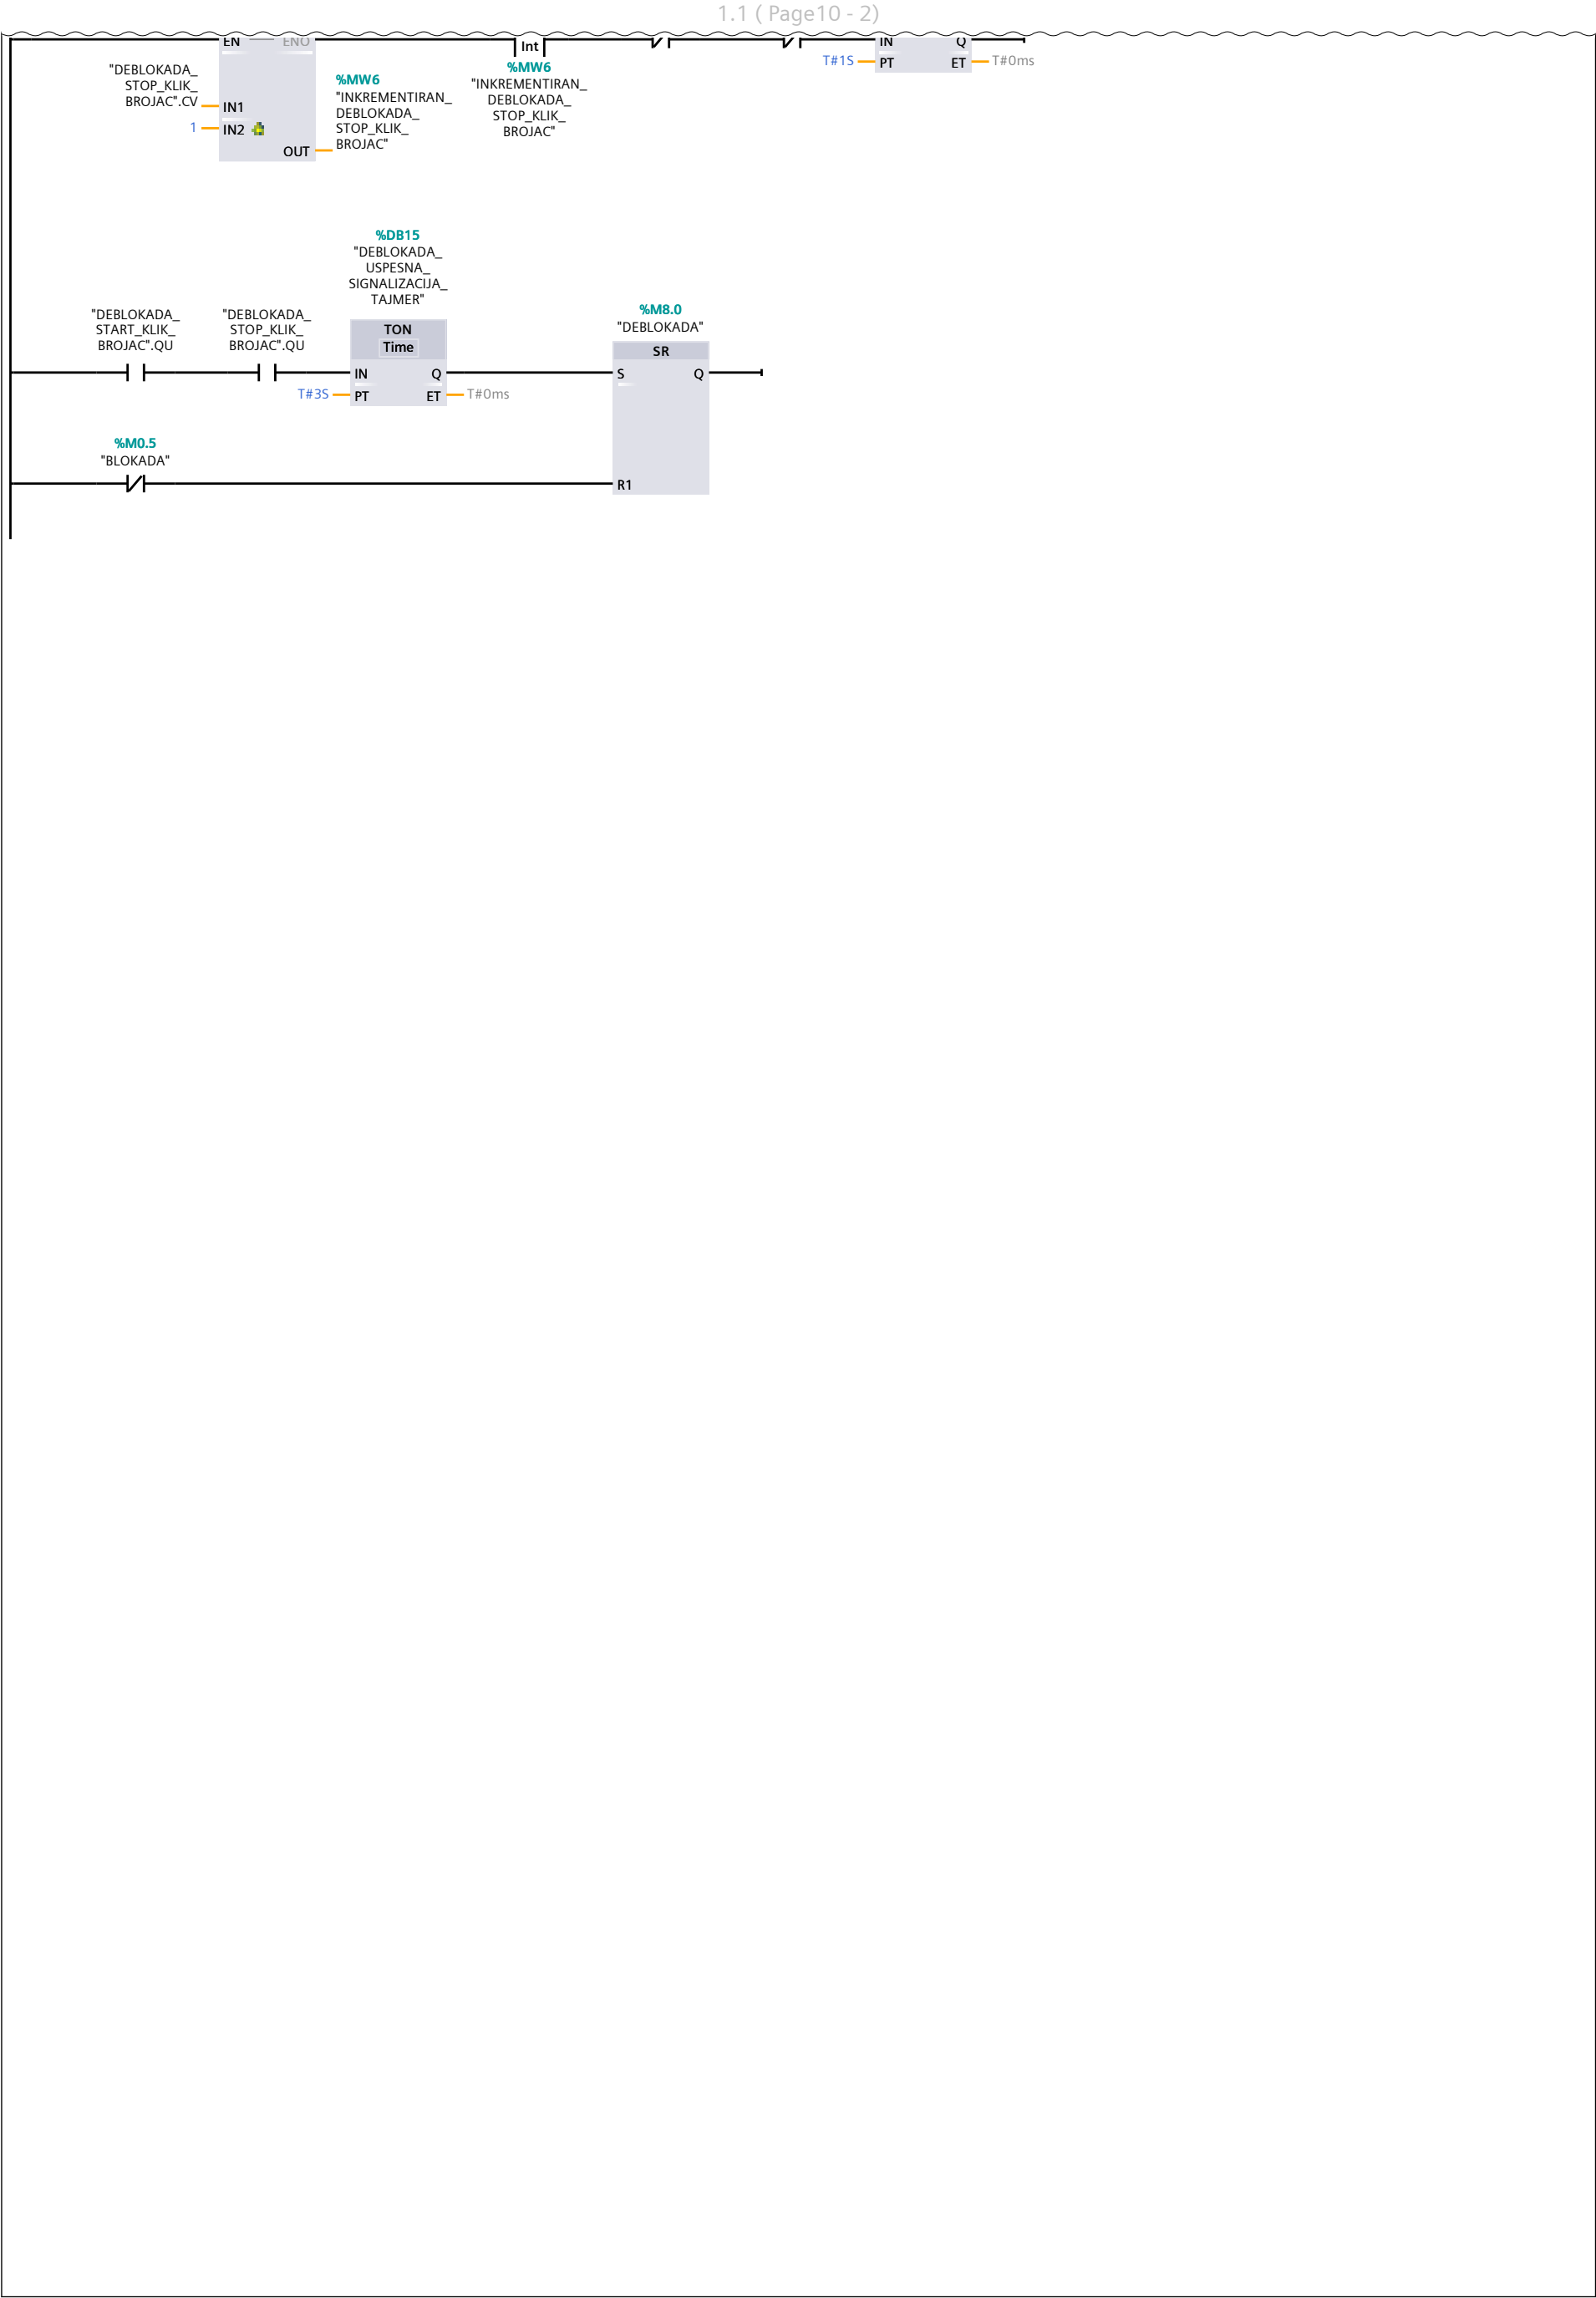 1.1 ( Page10 - 2)
EN ENO
Int
IN Q
T#1S PT ET T#0ms
"DEBLOKADA_
STOP_KLIK_
BROJAC".CV IN1
1 IN2
OUT
%MW6
"INKREMENTIRAN_
DEBLOKADA_
STOP_KLIK_
BROJAC"
%MW6
"INKREMENTIRAN_
DEBLOKADA_
STOP_KLIK_
BROJAC"
%DB15
"DEBLOKADA_
USPESNA_
SIGNALIZACIJA_
TAJMER"
"DEBLOKADA_
START_KLIK_
BROJAC".QU
"DEBLOKADA_
STOP_KLIK_
BROJAC".QU
TON
Time
IN Q
T#3S PT ET T#0ms
%M8.0
"DEBLOKADA"
SR
S Q
%M0.5
"BLOKADA"
R1